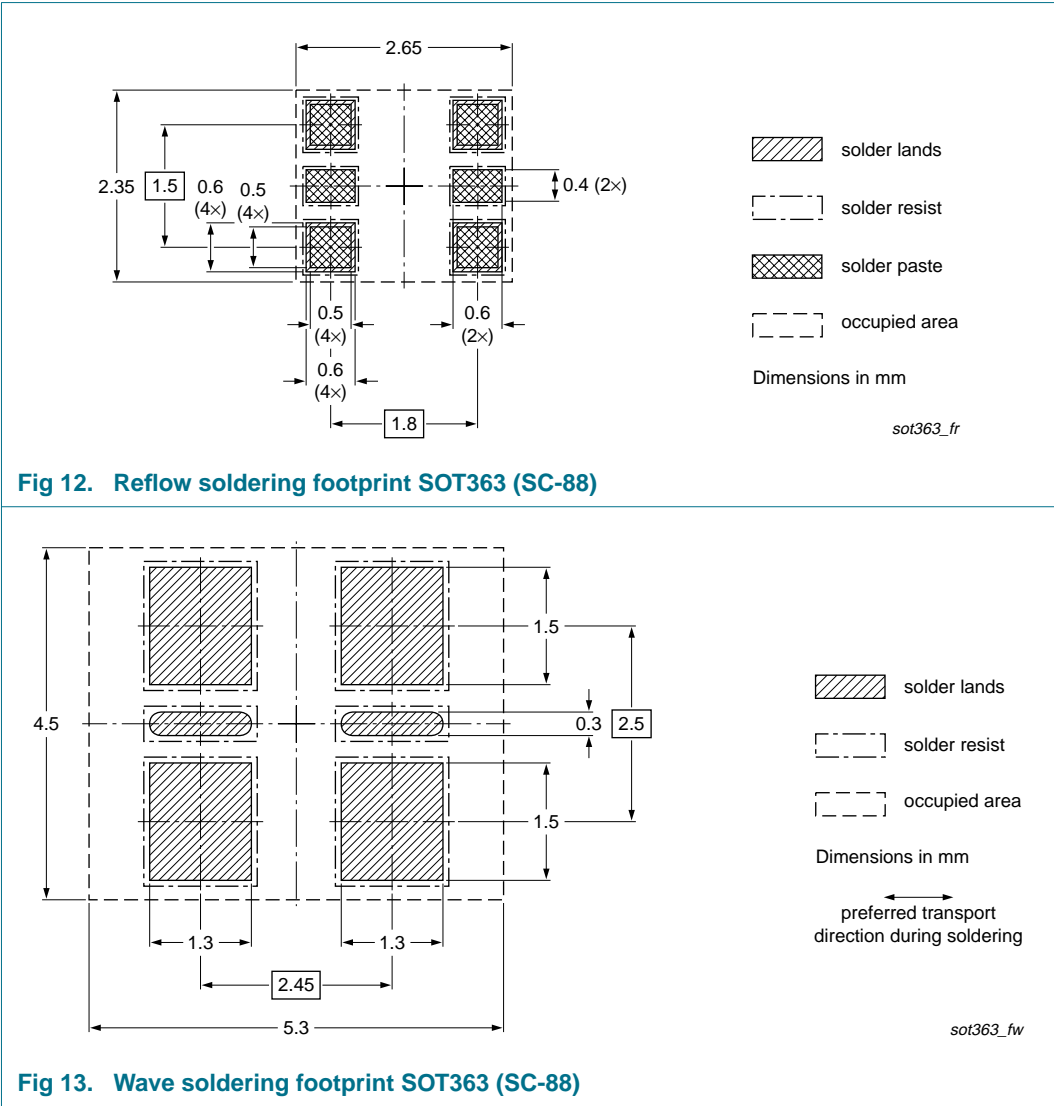 2.65
solder lands
2.35
1.5
0.6
(4×)
0.5
(4×)
0.4 (2×)
solder resist
solder paste
0.5
(4×)
0.6
(2×)
occupied area
0.6
(4×)
Dimensions in mm
1.8
sot363_fr
Fig 12. Reflow soldering footprint SOT363 (SC-88)
1.5
solder lands
4.5
0.3
2.5
solder resist
occupied area
1.5
Dimensions in mm
preferred transport
direction during soldering
1.3
1.3
2.45
5.3
sot363_fw
Fig 13. Wave soldering footprint SOT363 (SC-88)